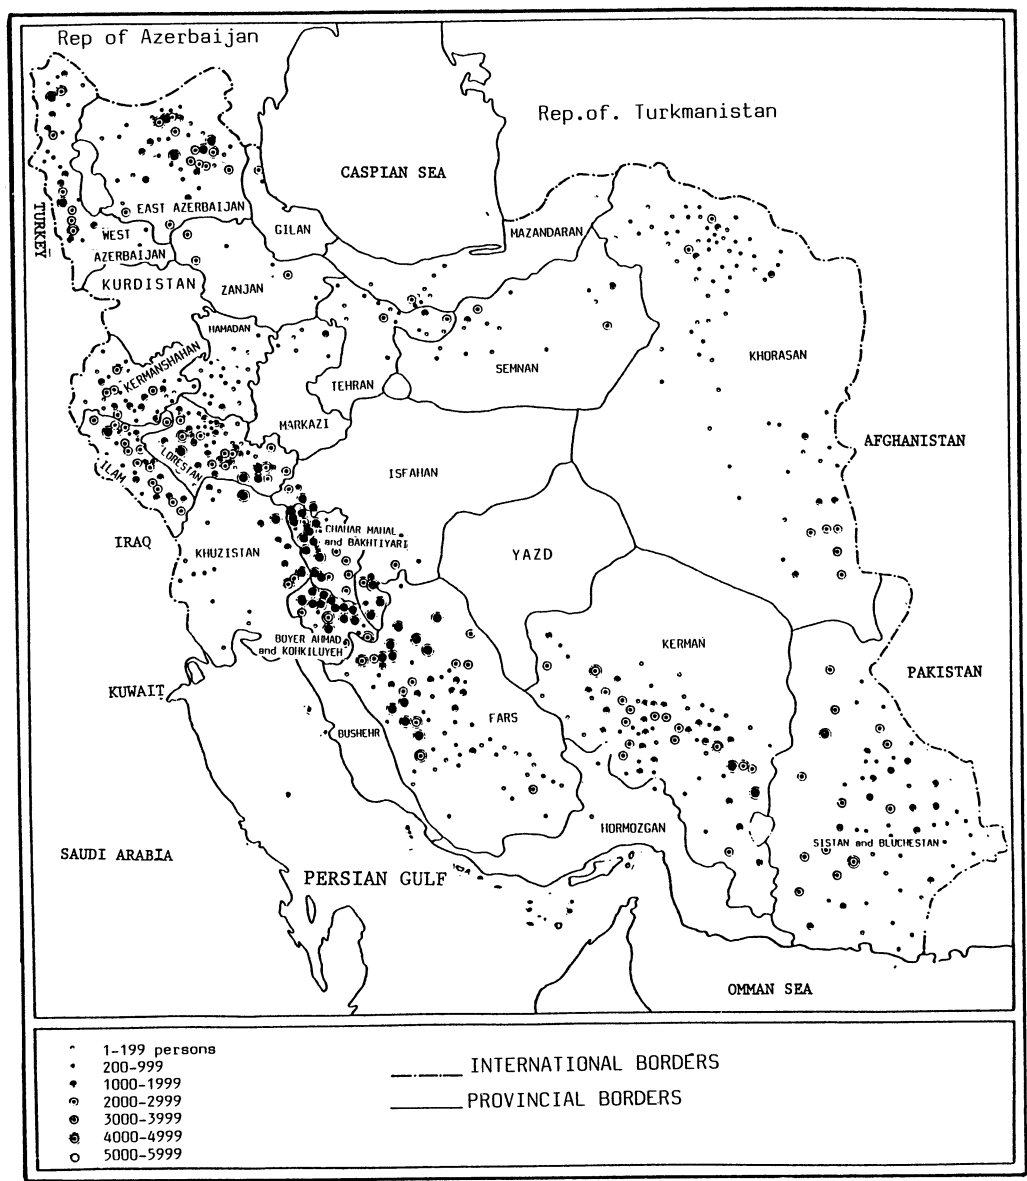 Rep of Azerbaijan
Rep.of. Turkmanistan
CASPIAN SEA
TURKEY
EAST AZERBAIJAN
WEST
AZERBAIJAN
GILAN
MAZANDARAN
KURDISTAN
ZANJAN
HAMADAN
KERMANSHAHAN
SEMNAN
KHORASAN
TEHRAN
MARKAZI
AFGHANISTAN
ISFAHAN
LORESTAN
ILAM
IRAQ
KHUZISTAN
CHAHAR MAHAL
and BAKHTIYARI
YAZD
BOYER AHMAD
and KOHKILUYEH
KERMAN
PAKISTAN
KUWAIT
FARS
BUSHEHR
HORMOZGAN
SISTAN and BLUCHESTAN
SAUDI ARABIA
PERSIAN GULF
OMMAN SEA
1-199 persons
200-999
1000-1999
2000-2999
3000-3999
4000-4999
5000-5999
INTERNATIONAL BORDERS
PROVINCIAL BORDERS